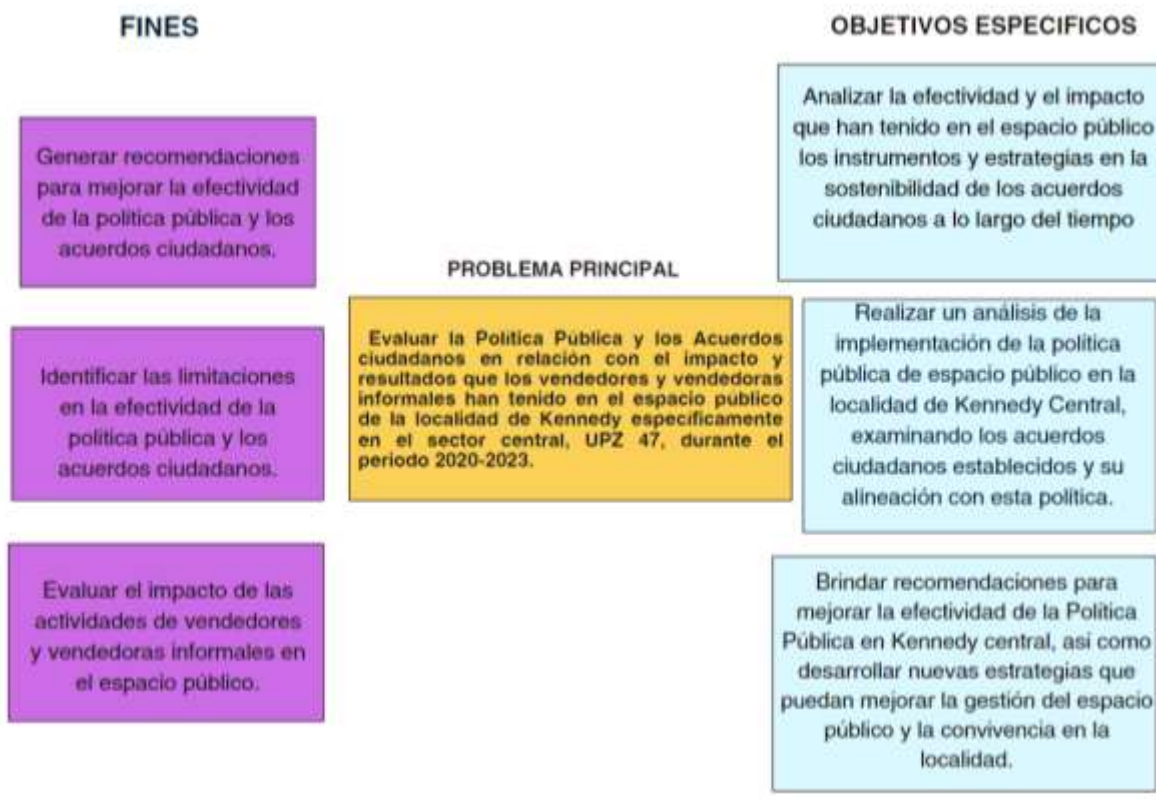 FINES
Generar recomendaciones
para mejorar la efectividad
de la política pública y los
acuerdos ciudadanos.
Identificar las limitaciones
en la efectividad de la
política pública y los
acuerdos ciudadanos.
Evaluar el impacto de las
actividades de vendedores
y vendedoras informales en
el espacio público.
PROBLEMA PRINCIPAL
Evaluar la Política Pública y los Acuerdos
ciudadanos en relación con el impacto y
resultados que los vendedores y vendedoras
informales han tenido en el espacio público
de la localidad de Kennedy específicamente
en el sector central, UPZ 47, durante el
periodo 2020-2023.
OBJETIVOS ESPECIFICOS
Analizar la efectividad y el impacto
que han tenido en el espacio público
los instrumentos y estrategias en la
sostenibilidad de los acuerdos
ciudadanos a lo largo del tiempo
Realizar un análisis de la
implementación de la política
pública de espacio público en la
localidad de Kennedy Central,
examinando los acuerdos
ciudadanos establecidos y su
alineación con esta política.
Brindar recomendaciones para
mejorar la efectividad de la Política
Pública en Kennedy central, así como
desarrollar nuevas estrategias que
puedan mejorar la gestión del espacio
público y la convivencia en la
localidad.